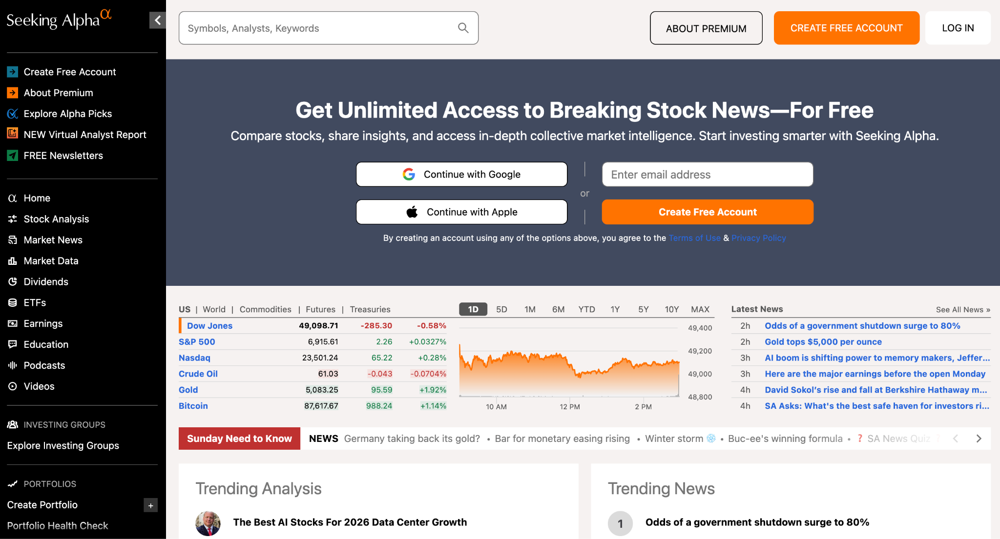 Seeking Alpha α
Symbols, Analysts, Keywords
ABOUT PREMIUM
CREATE FREE ACCOUNT
LOG IN
Create Free Account
About Premium
Explore Alpha Picks
NEW Virtual Analyst Report
FREE Newsletters
Home
Stock Analysis
Market News
Market Data
Dividends
ETFs
Earnings
Education
Podcasts
Videos
INVESTING GROUPS
Explore Investing Groups
PORTFOLIOS
Create Portfolio +
Portfolio Health Check
Get Unlimited Access to Breaking Stock News—For Free
Compare stocks, share insights, and access in-depth collective market intelligence. Start investing smarter with Seeking Alpha.
Continue with Google
Continue with Apple
or
Enter email address
Create Free Account
By creating an account using any of the options above, you agree to the Terms of Use & Privacy Policy
US | World | Commodities | Futures | Treasuries
Dow Jones 49,098.71 -285.30 -0.58%
S&P 500 6,915.61 2.26 +0.0327%
Nasdaq 23,501.24 65.22 +0.28%
Crude Oil 61.03 -0.043 -0.0704%
Gold 5,083.25 95.59 +1.92%
Bitcoin 87,617.67 988.24 +1.14%
1D 5D 1M 6M YTD 1Y 5Y 10Y MAX
49,400
49,200
49,000
48,800
10 AM 12 PM 2 PM
Latest News See All News »
2h Odds of a government shutdown surge to 80%
2h Gold tops $5,000 per ounce
3h AI boom is shifting power to memory makers, Jeffer...
3h Here are the major earnings before the open Monday
4h David Sokol’s rise and fall at Berkshire Hathaway m...
4h SA Asks: What's the best safe haven for investors ri...
Sunday Need to Know NEWS Germany taking back its gold? • Bar for monetary easing rising • Winter storm ❄️ • Buc-ee's winning formula • ❓ SA News Quiz ❓
Trending Analysis
The Best AI Stocks For 2026 Data Center Growth
Trending News
1 Odds of a government shutdown surge to 80%